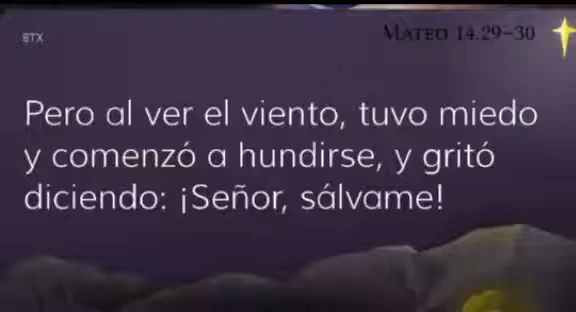 BTX
Mateo 14.29–30
Pero al ver el viento, tuvo miedo
y comenzó a hundirse, y gritó
diciendo: ¡Señor, sálvame!